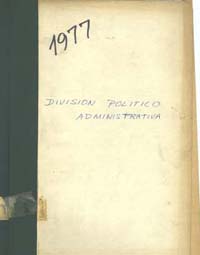 1977
DIVISION POLITICO
ADMINISTRATIVA